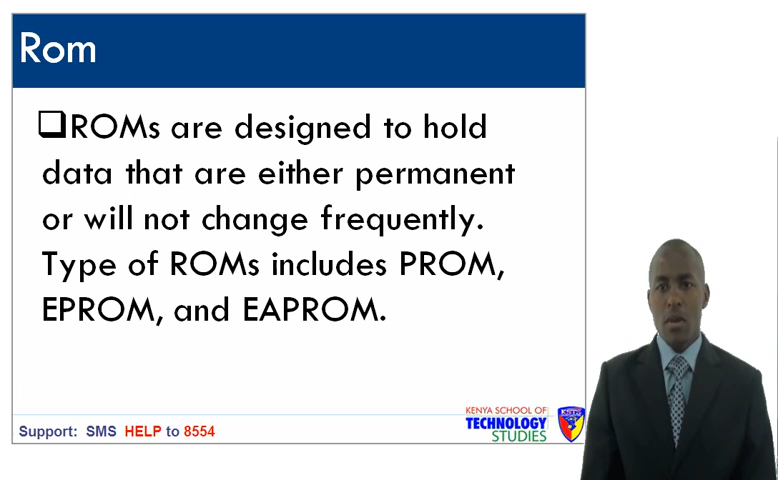 Rom
❑ROMs are designed to hold
data that are either permanent
or will not change frequently.
Type of ROMs includes PROM,
EPROM, and EAPROM.
KENYA SCHOOL OF
TECHNOLOGY
STUDIES
Support: SMS HELP to 8554